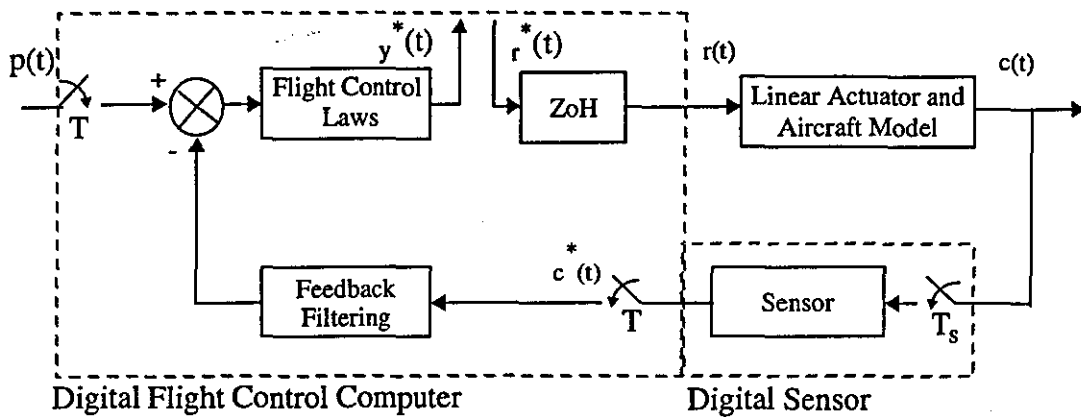 p(t)
T
+
-
Flight Control
Laws
y*(t)
r*(t)
ZoH
r(t)
Linear Actuator and
Aircraft Model
c(t)
Feedback
Filtering
c*(t)
T
Sensor
Ts
Digital Flight Control Computer
Digital Sensor